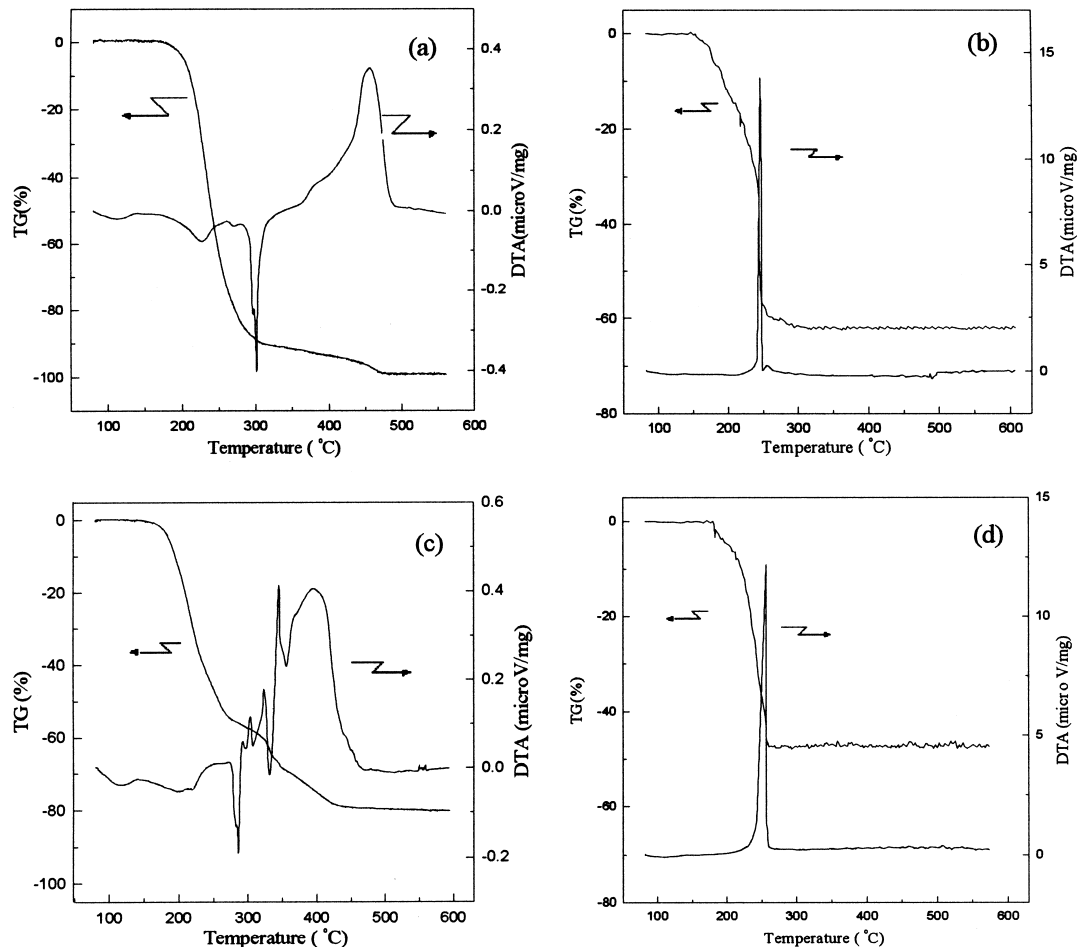 (a)
0
-20
-40
-60
-80
-100
TG(%)
0.4
0.2
0.0
-0.2
-0.4
DTA(microV/mg)
100 200 300 400 500 600
Temperature ( °C)
(b)
0
-20
-40
-60
-80
TG(%)
15
10
5
0
DTA(microV/mg)
100 200 300 400 500 600
Temperature ( °C)
(c)
0
-20
-40
-60
-80
-100
TG (%)
0.6
0.4
0.2
0.0
-0.2
DTA (microV/mg)
100 200 300 400 500 600
Temperature ( °C)
(d)
0
-20
-40
-60
-80
TG(%)
15
10
5
0
DTA (micro V/mg)
100 200 300 400 500 600
Temperature ( °C)